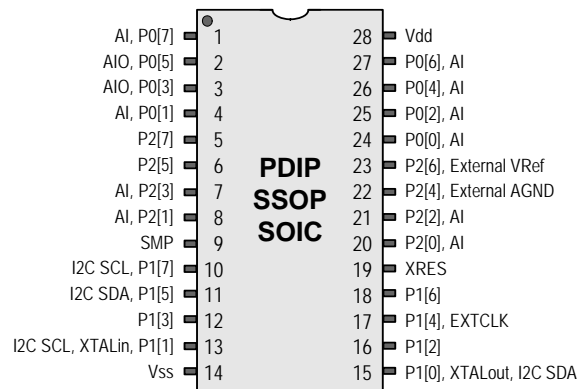 AI, P0[7] 1 28 Vdd
AIO, P0[5] 2 27 P0[6], AI
AIO, P0[3] 3 26 P0[4], AI
AI, P0[1] 4 25 P0[2], AI
P2[7] 5 24 P0[0], AI
P2[5] 6 PDIP 23 P2[6], External VRef
AI, P2[3] 7 SSOP 22 P2[4], External AGND
AI, P2[1] 8 SOIC 21 P2[2], AI
SMP 9 20 P2[0], AI
I2C SCL, P1[7] 10 19 XRES
I2C SDA, P1[5] 11 18 P1[6]
P1[3] 12 17 P1[4], EXTCLK
I2C SCL, XTALin, P1[1] 13 16 P1[2]
Vss 14 15 P1[0], XTALout, I2C SDA